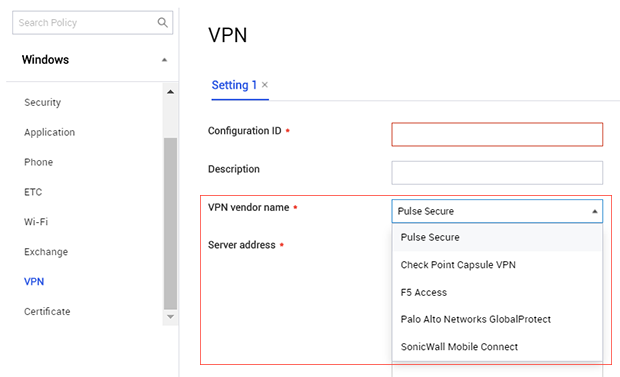 Search Policy
Windows
Security
Application
Phone
ETC
Wi-Fi
Exchange
VPN
Certificate
VPN
Setting 1 ×
Configuration ID *
Description
VPN vendor name *
Pulse Secure
Server address *
Pulse Secure
Check Point Capsule VPN
F5 Access
Palo Alto Networks GlobalProtect
SonicWall Mobile Connect